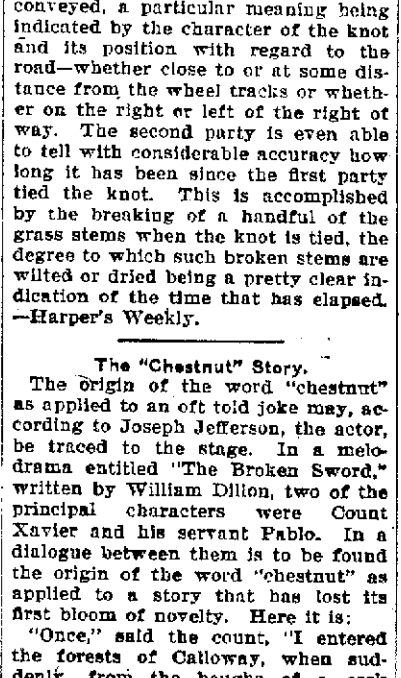 conveyed, a particular meaning being
indicated by the character of the knot
and its position with regard to the
road—whether close to or at some dis-
tance from the wheel tracks or wheth-
er on the right or left of the right of
way. The second party is even able
to tell with considerable accuracy how
long it has been since the first party
tied the knot. This is accomplished
by the breaking of a handful of the
grass stems when the knot is tied, the
degree to which such broken stems are
wilted or dried being a pretty clear in-
dication of the time that has elapsed.
—Harper's Weekly.
The "Chestnut" Story.
The origin of the word "chestnut"
as applied to an oft told joke may, ac-
cording to Joseph Jefferson, the actor,
be traced to the stage. In a melo-
drama entitled "The Broken Sword,"
written by William Dillon, two of the
principal characters were Count
Xavier and his servant Pablo. In a
dialogue between them is to be found
the origin of the word "chestnut" as
applied to a story that has lost its
first bloom of novelty. Here it is:
"Once," said the count, "I entered
the forests of Calloway, when sud-
denly from the boughs of a cork